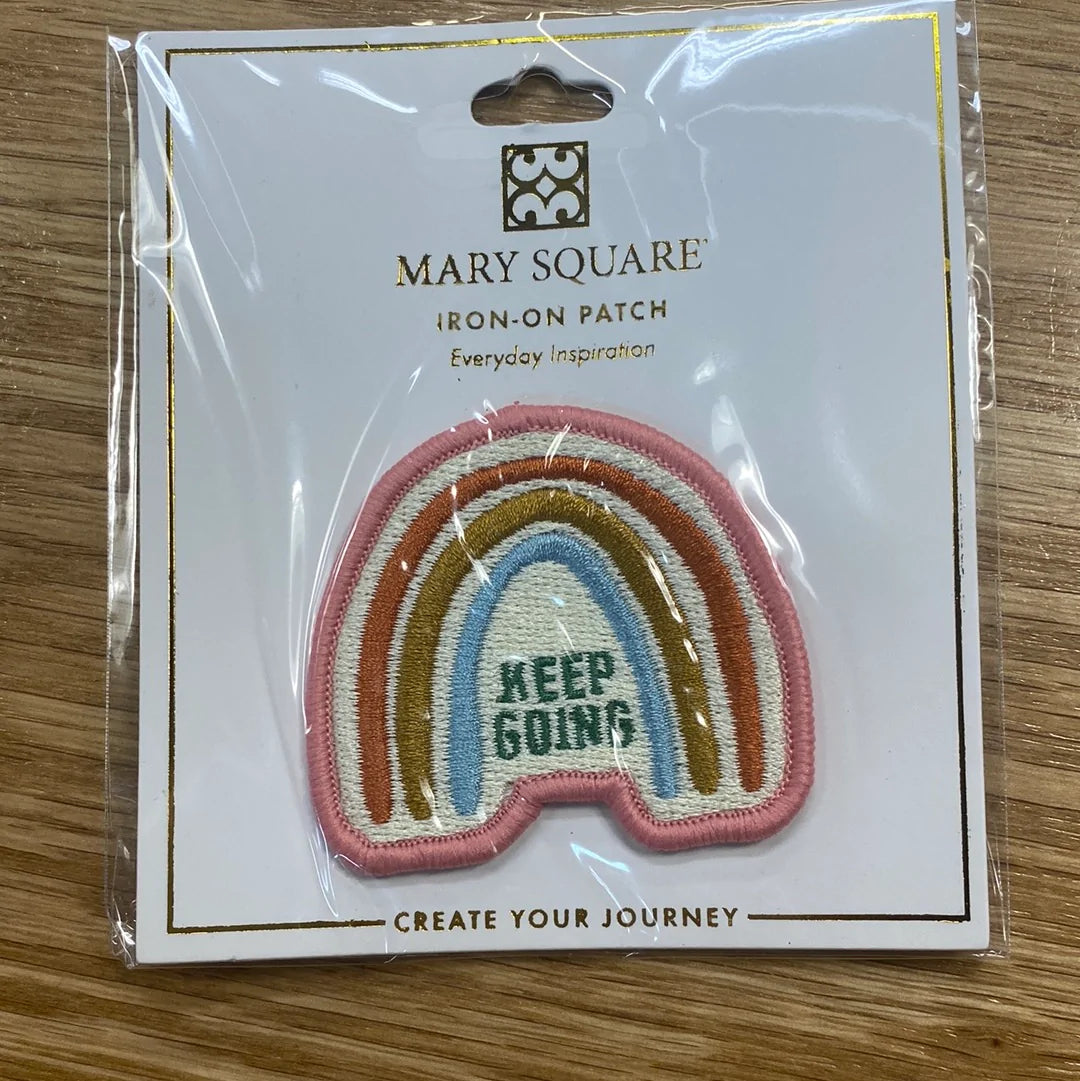 MARY SQUARE
IRON-ON PATCH
Everyday Inspiration
KEEP
GOING
CREATE YOUR JOURNEY